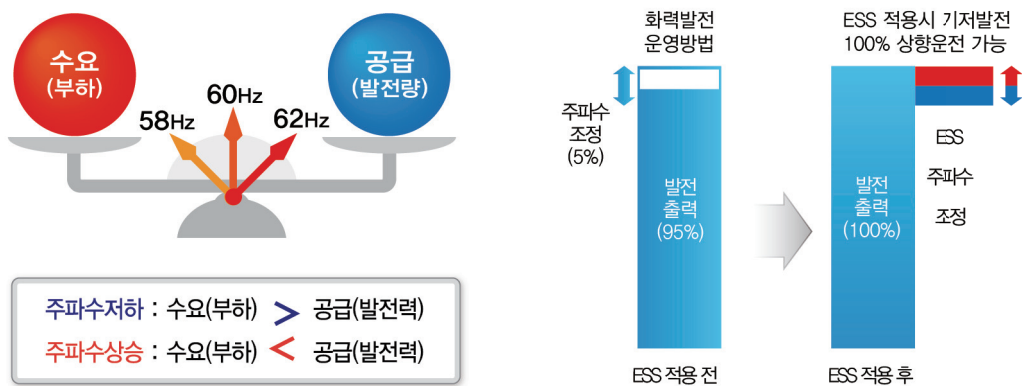 수요
(부하)
공급
(발전량)
58Hz
60Hz
62Hz
주파수저하 : 수요(부하) > 공급(발전력)
주파수상승 : 수요(부하) < 공급(발전력)
화력발전
운영방법
주파수
조정
(5%)
발전
출력
(95%)
ESS 적용 전
ESS 적용시 기저발전
100% 상향운전 가능
발전
출력
(100%)
ESS
주파수
조정
ESS 적용 후